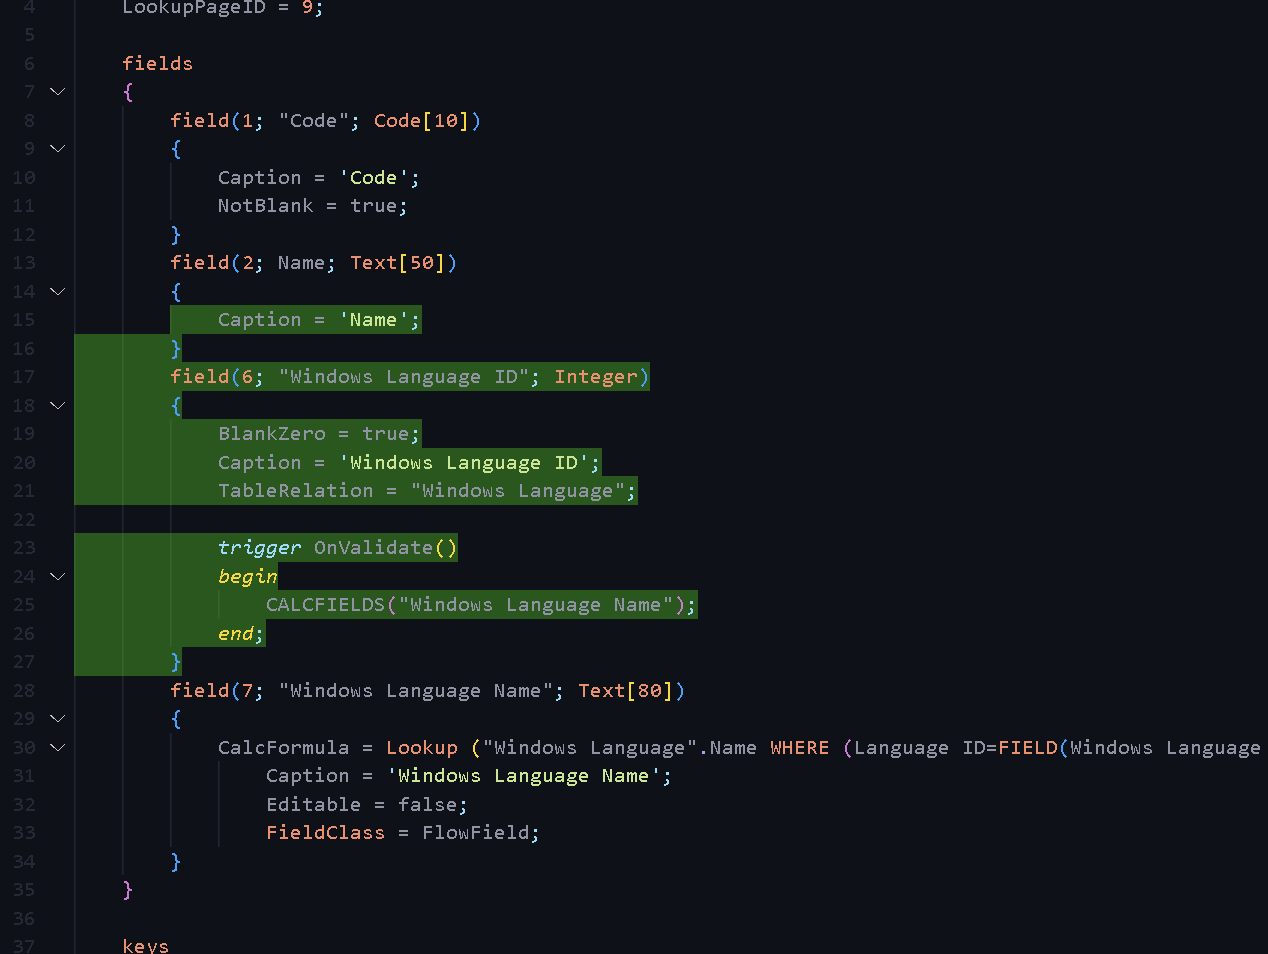 4 LookupPageID = 9;
5
6 fields
7 {
8 field(1; "Code"; Code[10])
9 {
10 Caption = 'Code';
11 NotBlank = true;
12 }
13 field(2; Name; Text[50])
14 {
15 Caption = 'Name';
16 }
17 field(6; "Windows Language ID"; Integer)
18 {
19 BlankZero = true;
20 Caption = 'Windows Language ID';
21 TableRelation = "Windows Language";
22
23 trigger OnValidate()
24 begin
25 CALCFIELDS("Windows Language Name");
26 end;
27 }
28 field(7; "Windows Language Name"; Text[80])
29 {
30 CalcFormula = Lookup ("Windows Language".Name WHERE (Language ID=FIELD(Windows Language
31 Caption = 'Windows Language Name';
32 Editable = false;
33 FieldClass = FlowField;
34 }
35 }
36
37 keys